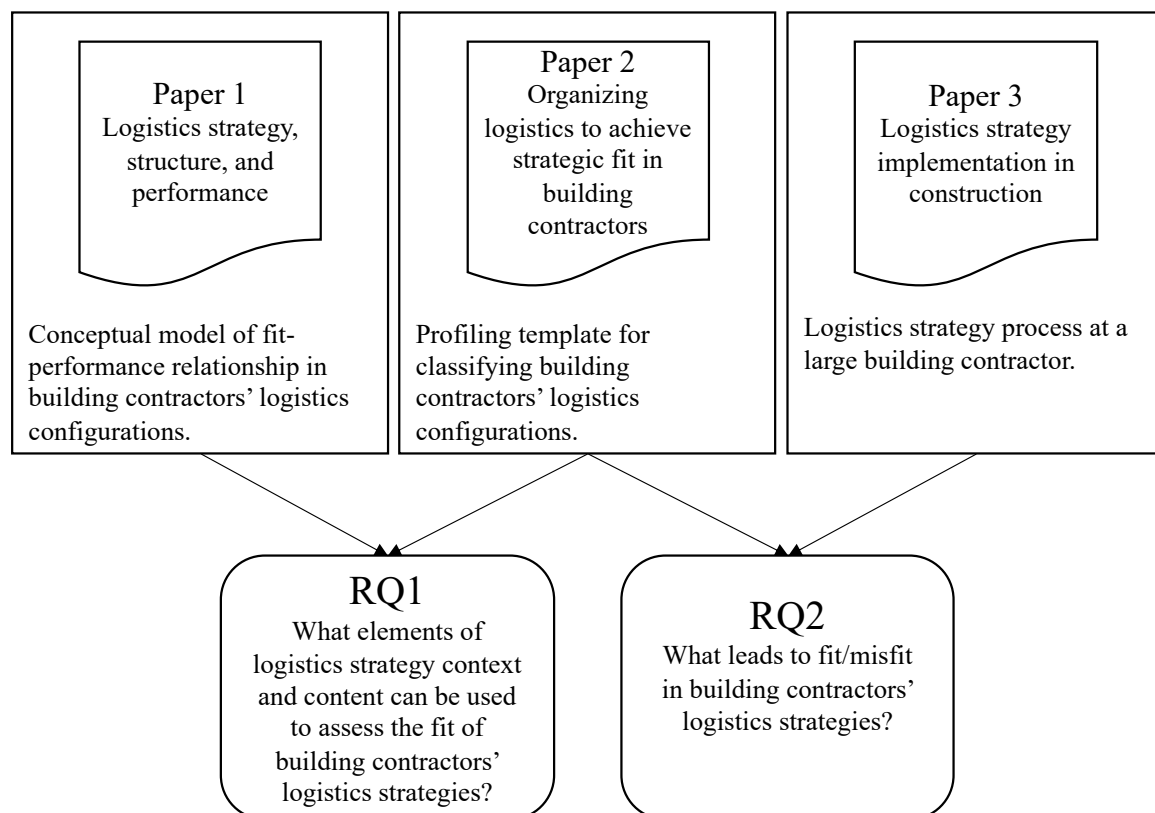 Paper 1
Logistics strategy,
structure, and
performance
Conceptual model of fit-
performance relationship in
building contractors’ logistics
configurations.
Paper 2
Organizing
logistics to achieve
strategic fit in
building
contractors
Profiling template for
classifying building
contractors’ logistics
configurations.
Paper 3
Logistics strategy
implementation in
construction
Logistics strategy process at a
large building contractor.
RQ1
What elements of
logistics strategy context
and content can be used
to assess the fit of
building contractors’
logistics strategies?
RQ2
What leads to fit/misfit
in building contractors’
logistics strategies?